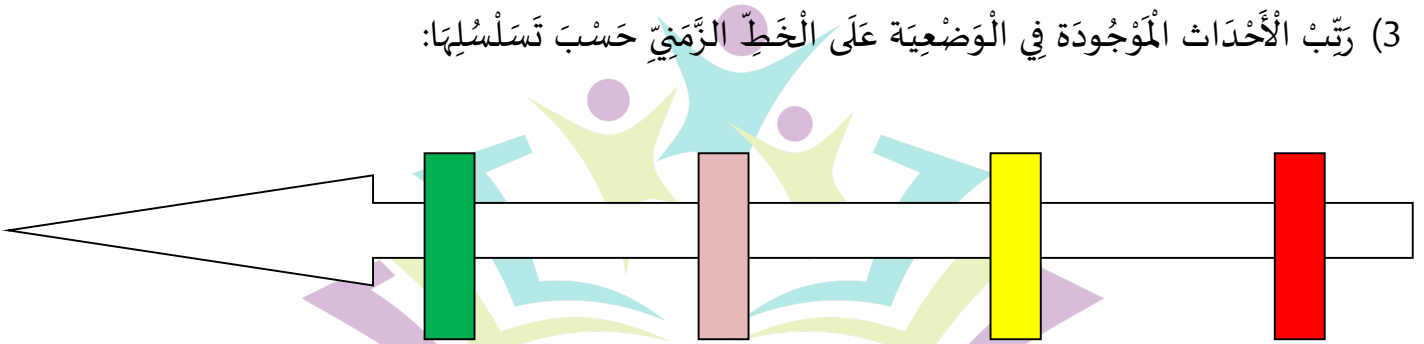 3) رَتِّبْ الْأَحْدَاث الْمَوْجُودَة فِي الْوَضْعِيَة عَلَى الْخَطِّ الزَّمَنِيِّ حَسْبَ تَسَلْسُلِهَا: